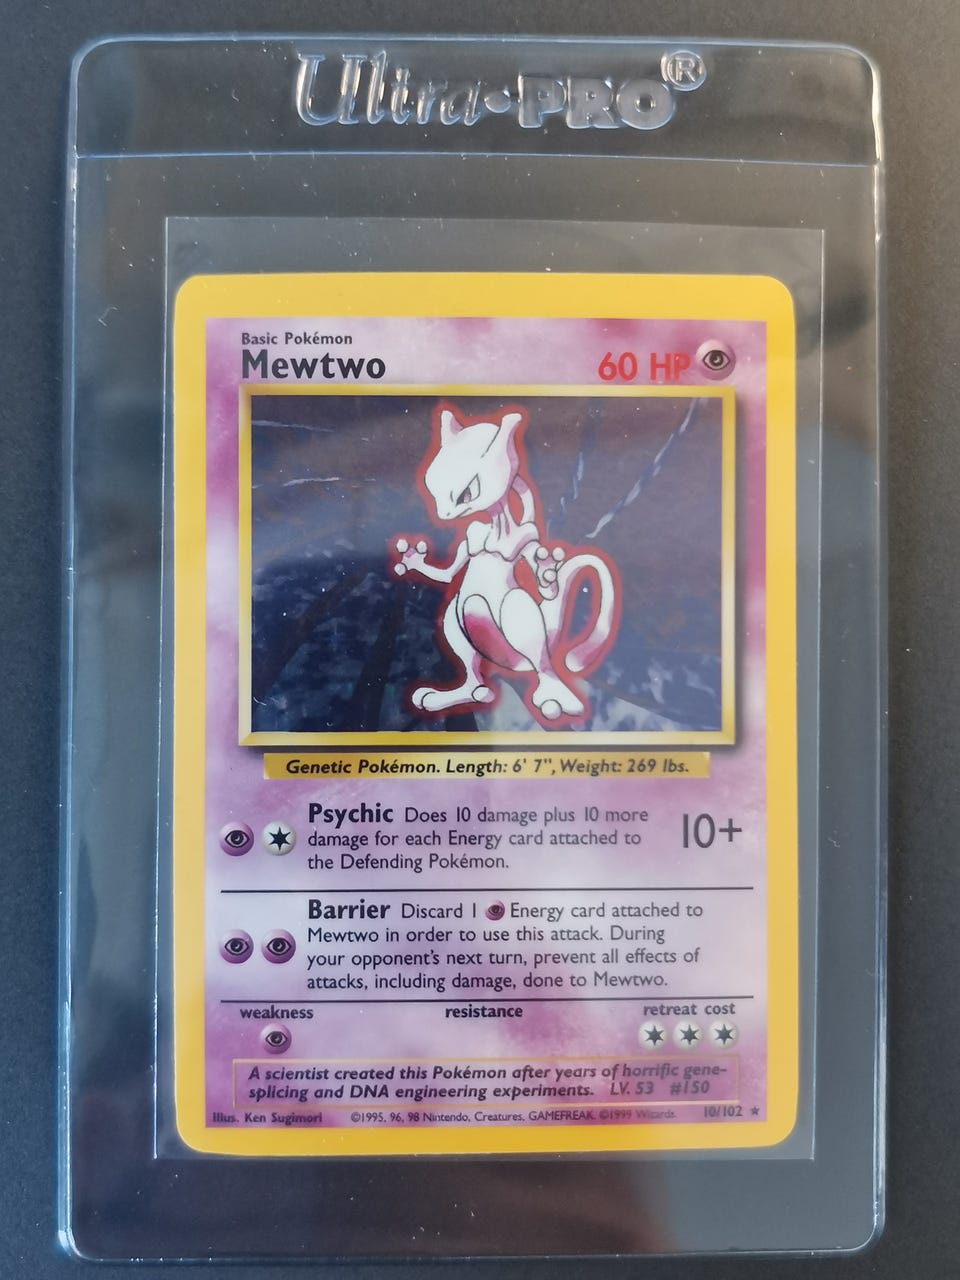 Ultra•PRO®
Basic Pokémon
Mewtwo 60 HP
Genetic Pokémon. Length: 6' 7", Weight: 269 lbs.
Psychic Does 10 damage plus 10 more
damage for each Energy card attached to
the Defending Pokémon.
10+
Barrier Discard 1 Energy card attached to
Mewtwo in order to use this attack. During
your opponent's next turn, prevent all effects of
attacks, including damage, done to Mewtwo.
weakness resistance retreat cost
A scientist created this Pokémon after years of horrific gene-
splicing and DNA engineering experiments. LV. 53 #150
Illus. Ken Sugimori ©1995, 96, 98 Nintendo, Creatures, GAMEFREAK. ©1999 Wizards. 10/102 ★